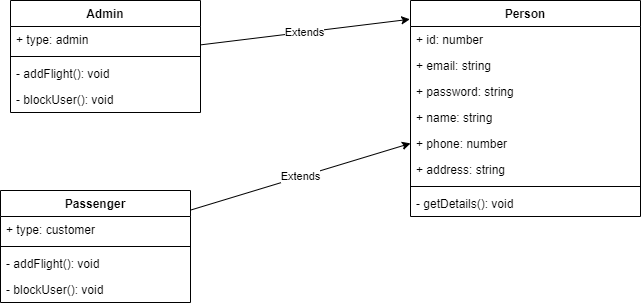 Admin
+ type: admin
- addFlight(): void
- blockUser(): void
Extends
Person
+ id: number
+ email: string
+ password: string
+ name: string
+ phone: number
+ address: string
- getDetails(): void
Extends
Passenger
+ type: customer
- addFlight(): void
- blockUser(): void